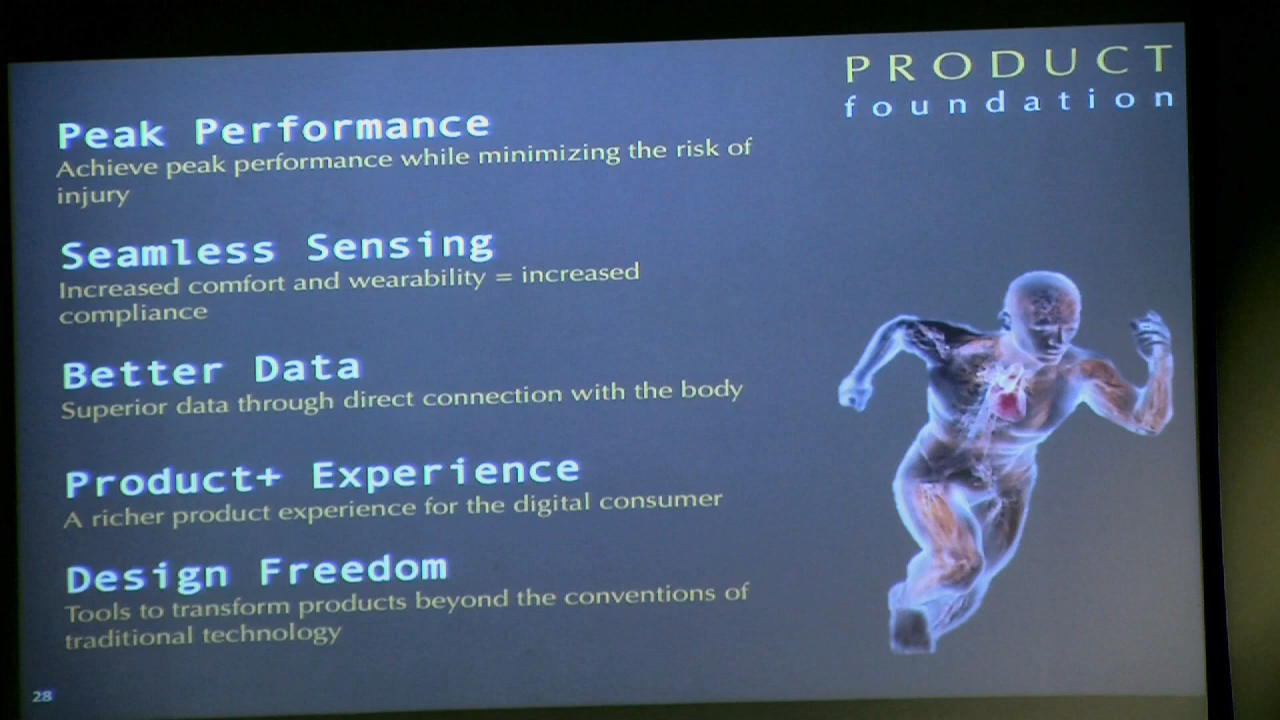 PRODUCT
foundation
Peak Performance
Achieve peak performance while minimizing the risk of
injury
Seamless Sensing
Increased comfort and wearability = increased
compliance
Better Data
Superior data through direct connection with the body
Product+ Experience
A richer product experience for the digital consumer
Design Freedom
Tools to transform products beyond the conventions of
traditional technology
28